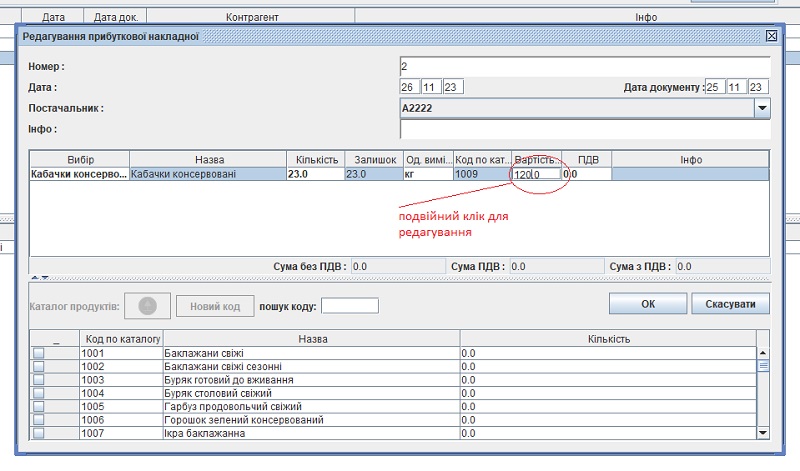 Дата Дата док. Контрагент Інфо
Редагування прибуткової накладної
Номер : 2
Дата : 26 11 23 Дата документу : 25 11 23
Постачальник : А2222
Інфо :
Вибір Назва Кількість Залишок Од. вимі... Код по кат... Вартість... ПДВ Інфо
Кабачки консерво... Кабачки консервовані 23.0 23.0 кг 1009 120.0 0.0
подвійний клік для
редагування
і
Сума без ПДВ : 0.0 Сума ПДВ : 0.0 Сума з ПДВ : 0.0
Каталог продуктів: Новий код пошук коду: ОК Скасувати
_ Код по каталогу Назва Кількість
1001 Баклажани свіжі 0.0
1002 Баклажани свіжі сезонні 0.0
1003 Буряк готовий до вживання 0.0
1004 Буряк столовий свіжий 0.0
1005 Гарбуз продовольчий свіжий 0.0
1006 Горошок зелений консервований 0.0
1007 Ікра баклажанна 0.0